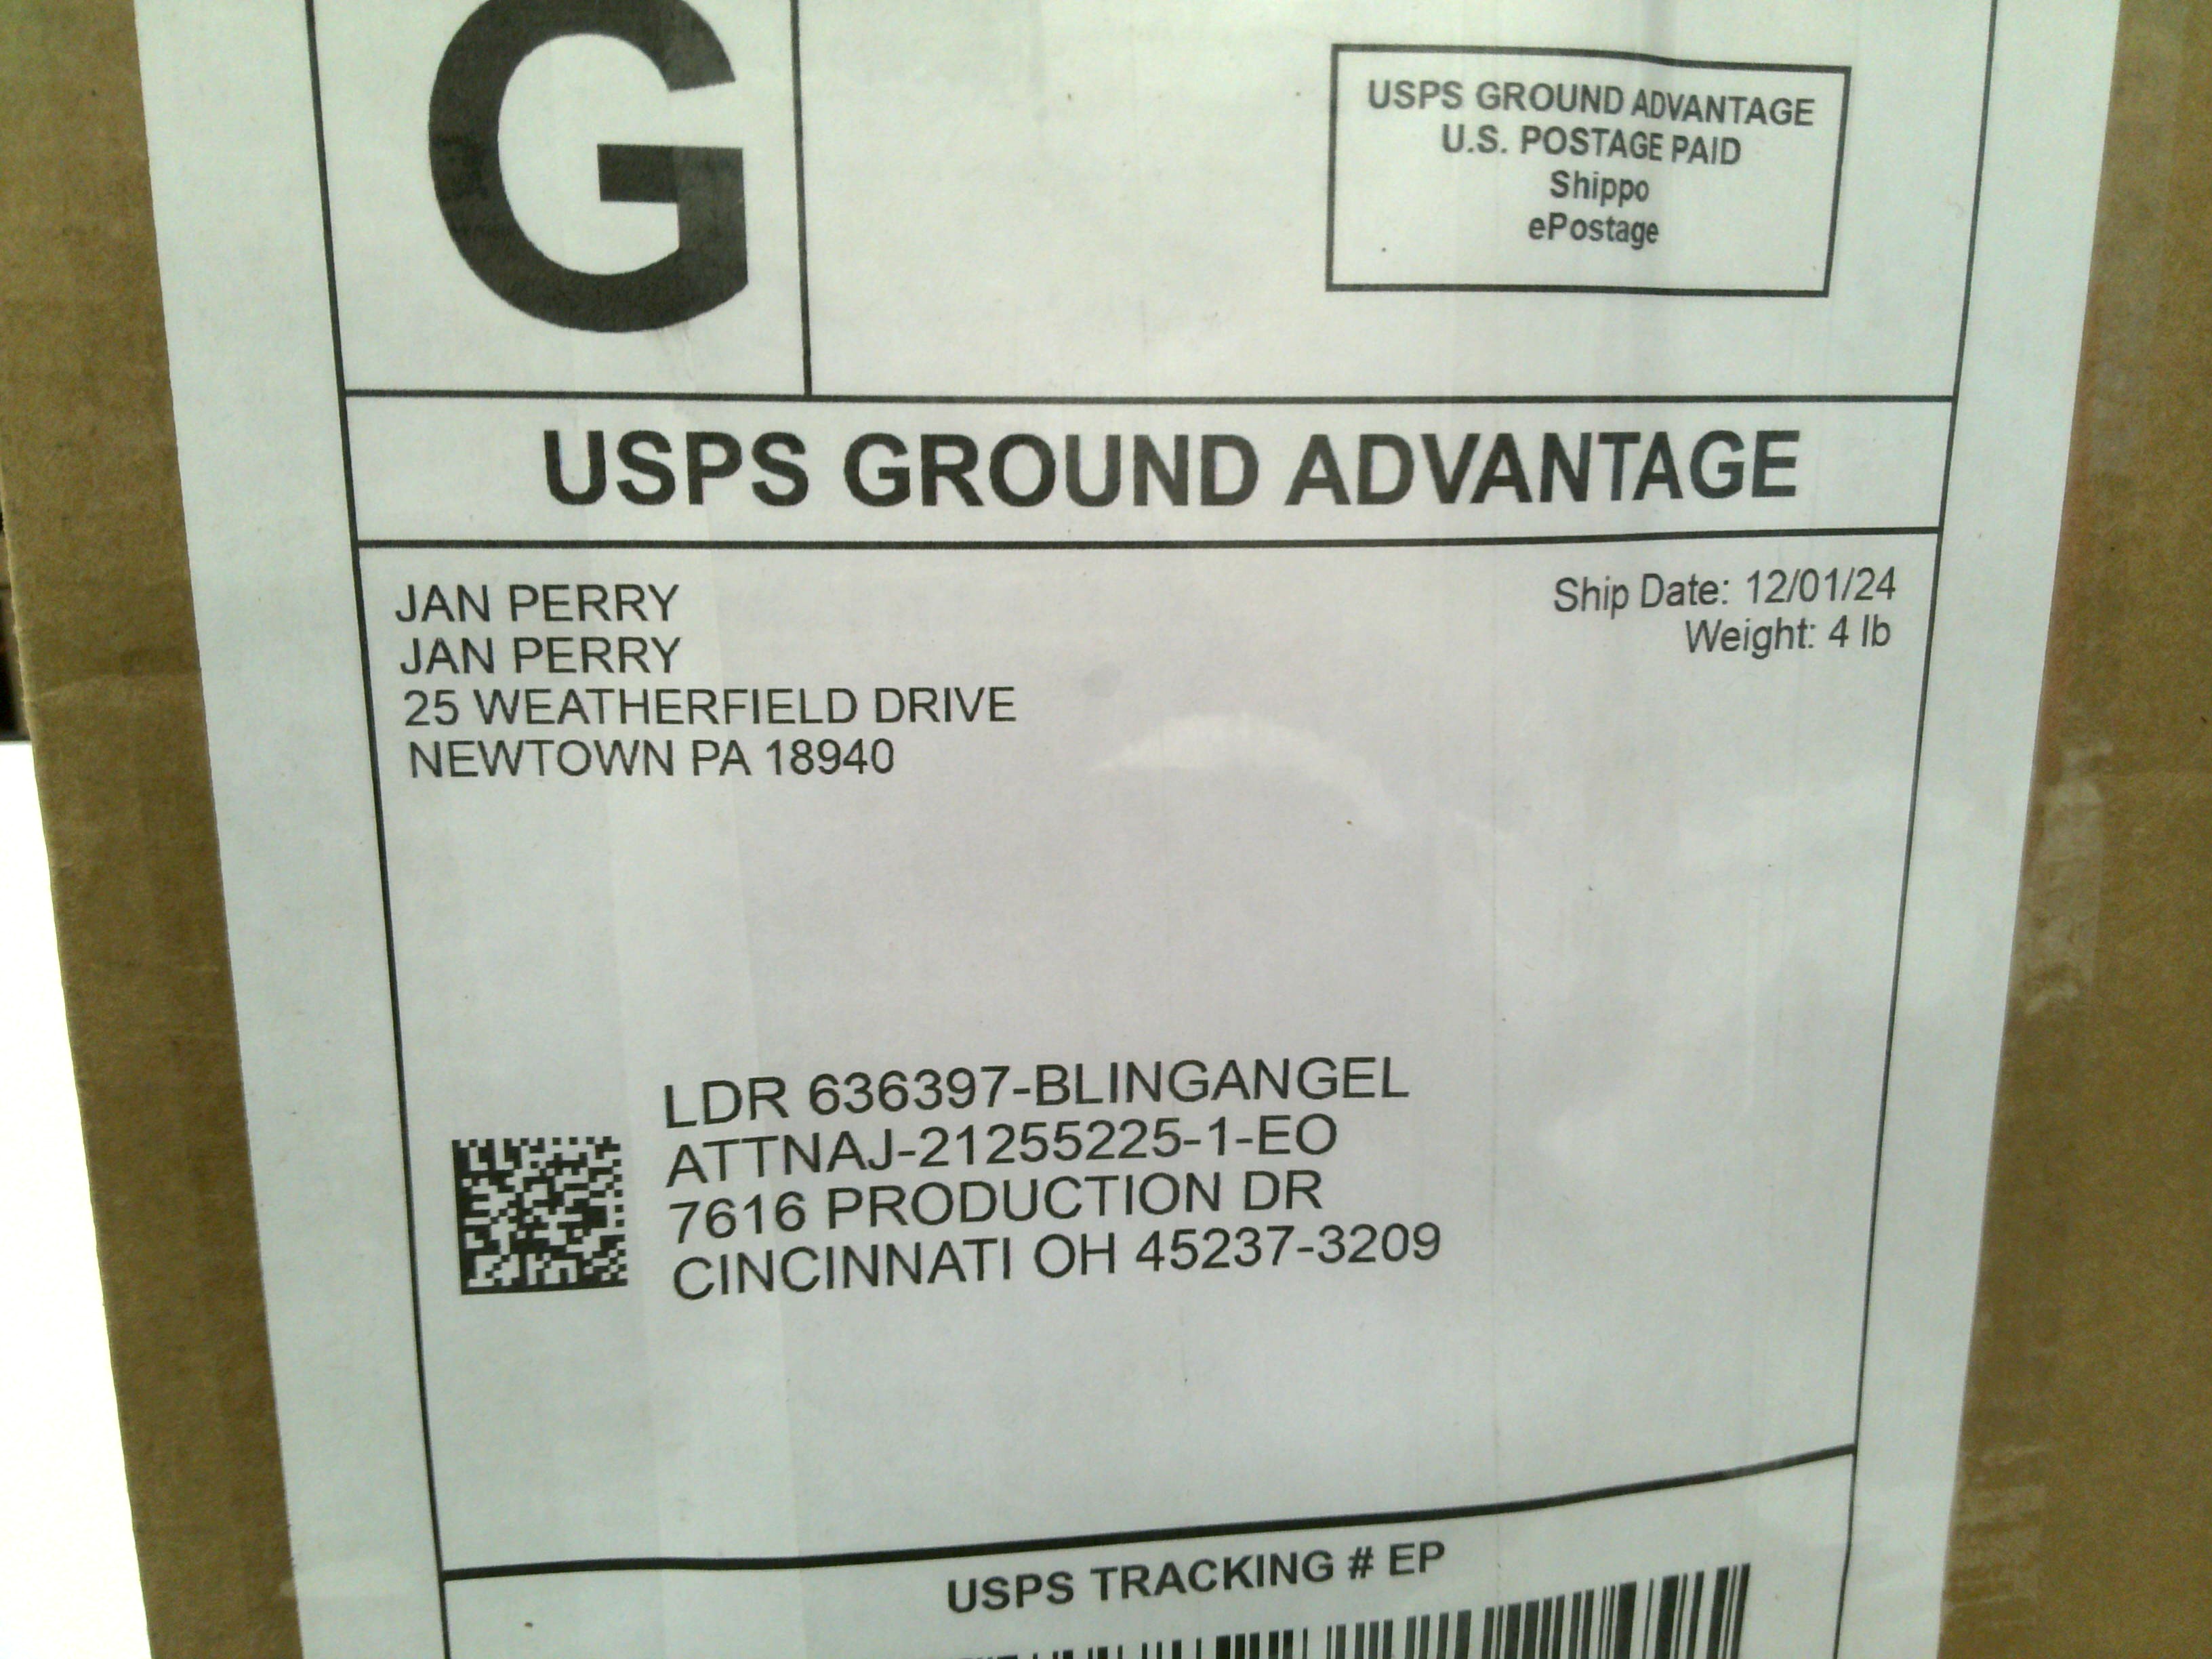 G
USPS GROUND ADVANTAGE
U.S. POSTAGE PAID
Shippo
ePostage
USPS GROUND ADVANTAGE
JAN PERRY
JAN PERRY
25 WEATHERFIELD DRIVE
NEWTOWN PA 18940
Ship Date: 12/01/24
Weight: 4 lb
LDR 636397-BLINGANGEL
ATTNAJ-21255225-1-EO
7616 PRODUCTION DR
CINCINNATI OH 45237-3209
USPS TRACKING # EP